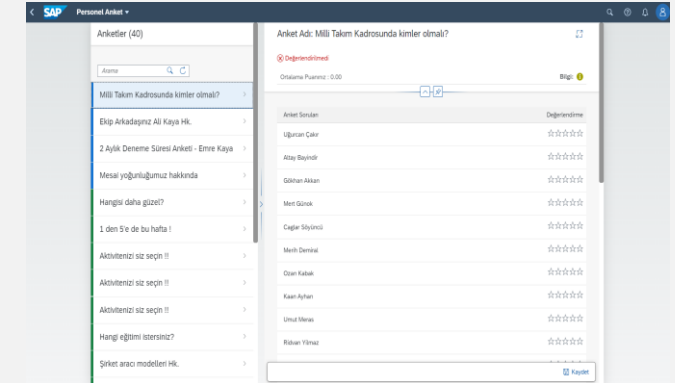 SAP Personel Anket
Anketler (40)
Arama
Milli Takım Kadrosunda kimler olmalı?
Ekip Arkadaşınız Ali Kaya Hk.
2 Aylık Deneme Süresi Anketi - Emre Kaya
Mesai yoğunluğumuz hakkında
Hangisi daha güzel?
1 den 5'e de bu hafta !
Aktivitenizi siz seçin !!
Aktivitenizi siz seçin !!
Aktivitenizi siz seçin !!
Hangi eğitimi istersiniz?
Şirket aracı modelleri Hk.
Anket Adı: Milli Takım Kadrosunda kimler olmalı?
Değerlendirilmedi
Ortalama Puanınız : 0.00 Bilgi:
Anket Soruları Değerlendirme
Uğurcan Çakır
Altay Bayindir
Gökhan Akkan
Mert Günok
Caglar Söyüncü
Merih Demiral
Ozan Kabak
Kaan Ayhan
Umut Meras
Rıdvan Yilmaz
Kaydet